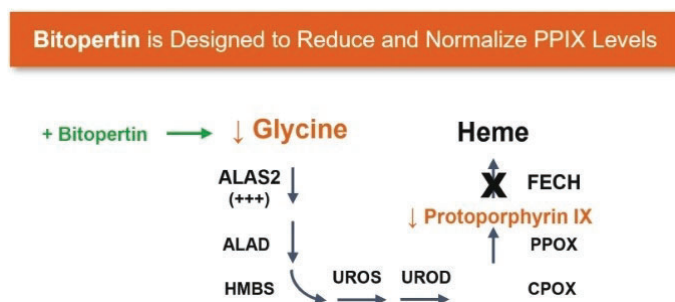 Bitopertin is Designed to Reduce and Normalize PPIX Levels
+ Bitopertin
↓ Glycine
Heme
ALAS2
(+++)
X
FECH
↓ Protoporphyrin IX
ALAD
PPOX
HMBS
UROS
UROD
CPOX